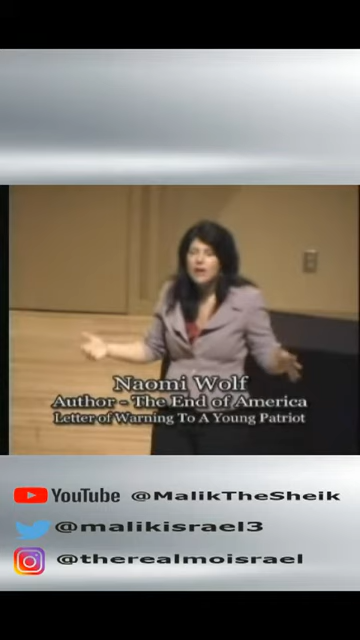 Naomi Wolf
Author - The End of America
Letter of Warning To A Young Patriot
YouTube @MalikTheSheik
@malikisrael3
@therealmoisrael